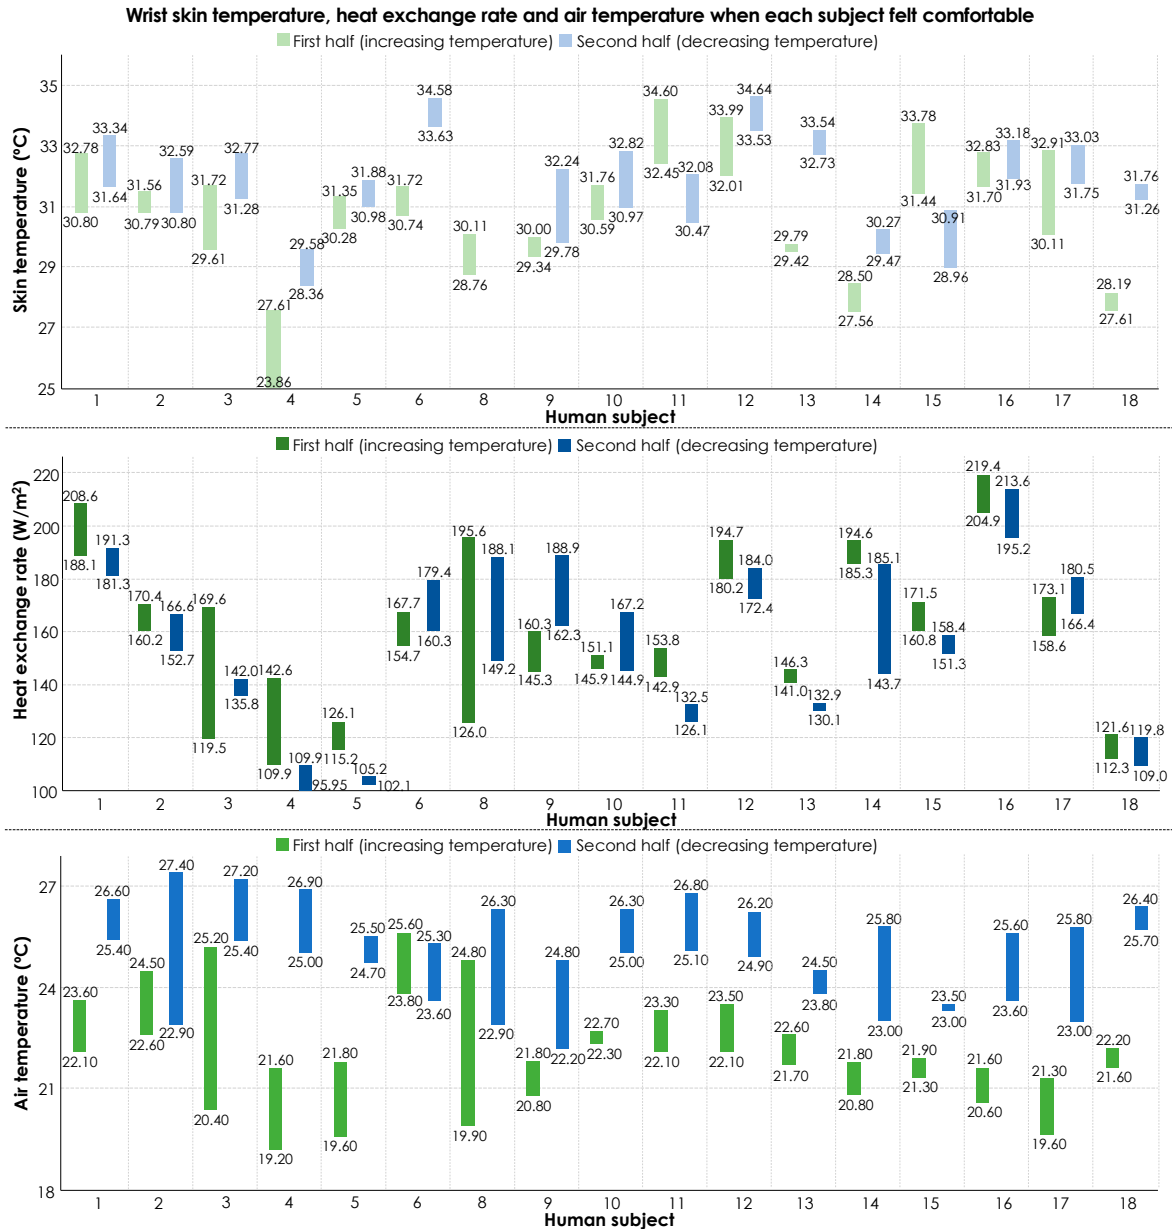 Wrist skin temperature, heat exchange rate and air temperature when each subject felt comfortable
First half (increasing temperature) Second half (decreasing temperature)
Skin temperature (ºC)
35
33
31
29
27
25
32.78 30.80 33.34 31.64
31.56 30.79 32.59 30.80
31.72 29.61 32.77 31.28
27.61 23.86 29.58 28.36
31.35 30.28 31.88 30.98
31.72 30.74 34.58 33.63
30.11 28.76
30.00 29.34 32.24 29.78
31.76 30.59 32.82 30.97
34.60 32.45 32.08 30.47
33.99 32.01 34.64 33.53
29.79 29.42 33.54 32.73
28.50 27.56 30.27 29.47
33.78 31.44 30.91 28.96
32.83 31.70 33.18 31.93
32.91 30.11 33.03 31.75
28.19 27.61 31.76 31.26
1 2 3 4 5 6 8 9 10 11 12 13 14 15 16 17 18
Human subject
First half (increasing temperature) Second half (decreasing temperature)
Heat exchange rate (W/m²)
220
200
180
160
140
120
100
208.6 188.1 191.3 181.3
170.4 160.2 166.6 152.7
169.6 119.5 142.0 135.8
142.6 109.9 109.9 95.95
126.1 115.2 105.2 102.1
167.7 154.7 179.4 160.3
195.6 126.0 188.1 149.2
160.3 145.3 188.9 162.3
151.1 145.9 167.2 144.9
153.8 142.9 132.5 126.1
194.7 180.2 184.0 172.4
146.3 141.0 132.9 130.1
194.6 185.3 185.1 143.7
171.5 160.8 158.4 151.3
219.4 204.9 213.6 195.2
173.1 158.6 180.5 166.4
121.6 112.3 119.8 109.0
1 2 3 4 5 6 8 9 10 11 12 13 14 15 16 17 18
Human subject
First half (increasing temperature) Second half (decreasing temperature)
Air temperature (ºC)
27
24
21
18
23.60 22.10 26.60 25.40
24.50 22.60 27.40 22.90
25.20 20.40 27.20 25.40
21.60 19.20 26.90 25.00
21.80 19.60 25.50 24.70
25.60 23.80 25.30 23.60
24.80 19.90 26.30 22.90
21.80 20.80 24.80 22.20
22.70 22.30 26.30 25.00
23.30 22.10 26.80 25.10
23.50 22.10 26.20 24.90
22.60 21.70 24.50 23.80
21.80 20.80 25.80 23.00
21.90 21.30 23.50 23.00
21.60 20.60 25.60 23.60
21.30 19.60 25.80 23.00
22.20 21.60 26.40 25.70
1 2 3 4 5 6 8 9 10 11 12 13 14 15 16 17 18
Human subject